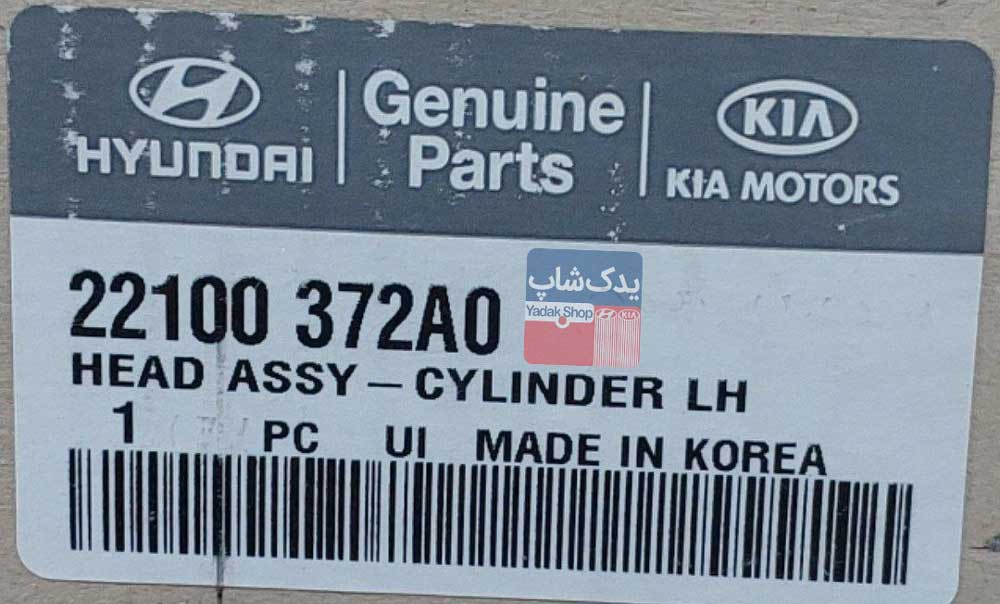 HYUNDAI
Genuine
Parts
KIA
KIA MOTORS
22100 372A0
یدک‌شاپ
Yadak Shop
KIA
HEAD ASSY – CYLINDER LH
1 PC UI MADE IN KOREA